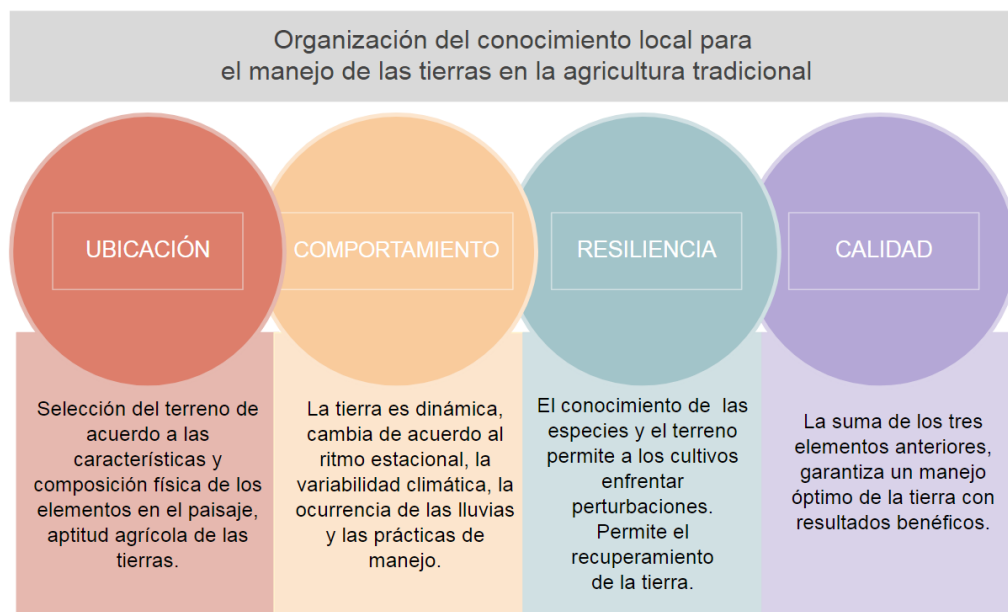 Organización del conocimiento local para
el manejo de las tierras en la agricultura tradicional
UBICACIÓN
Selección del terreno de
acuerdo a las
características y
composición física de los
elementos en el paisaje,
aptitud agrícola de las
tierras.
COMPORTAMIENTO
La tierra es dinámica,
cambia de acuerdo al
ritmo estacional, la
variabilidad climática, la
ocurrencia de las lluvias
y las prácticas de
manejo.
RESILIENCIA
El conocimiento de las
especies y el terreno
permite a los cultivos
enfrentar
perturbaciones.
Permite el
recuperamiento
de la tierra.
CALIDAD
La suma de los tres
elementos anteriores,
garantiza un manejo
óptimo de la tierra con
resultados benéficos.